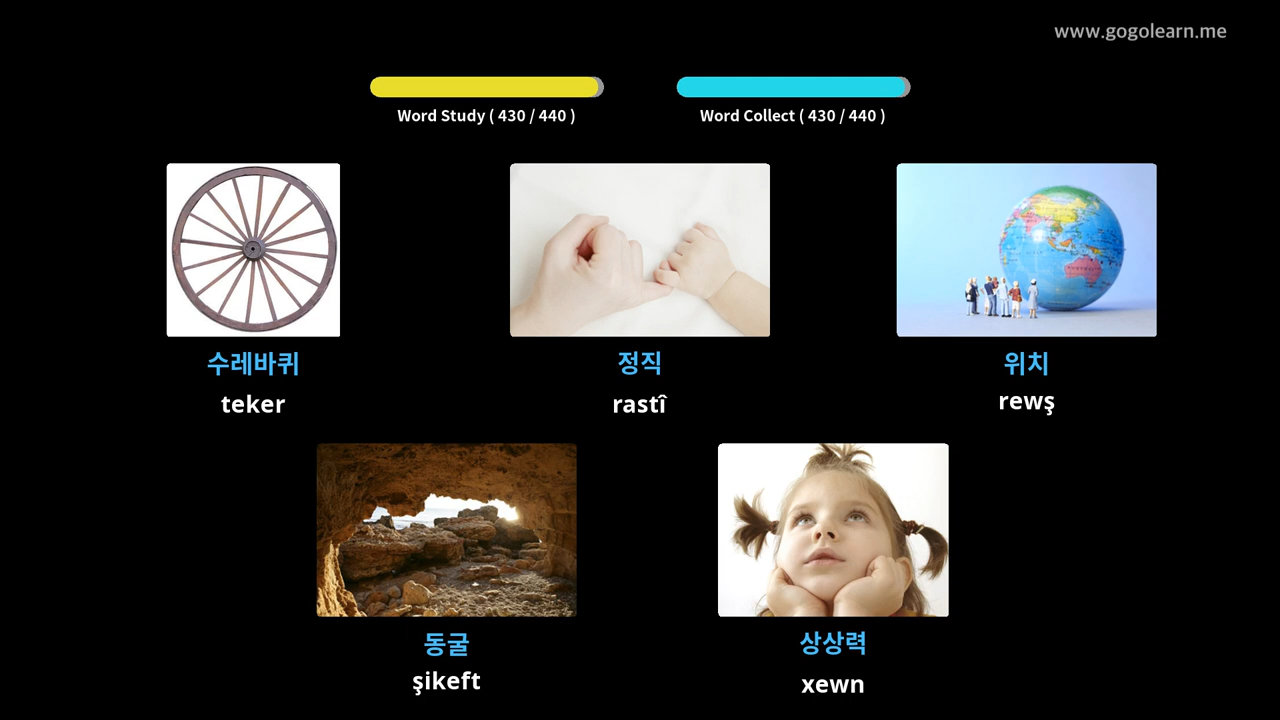 www.gogolearn.me
Word Study ( 430 / 440 )
Word Collect ( 430 / 440 )
수레바퀴
teker
정직
rastî
위치
rewş
동굴
şikeft
상상력
xewn